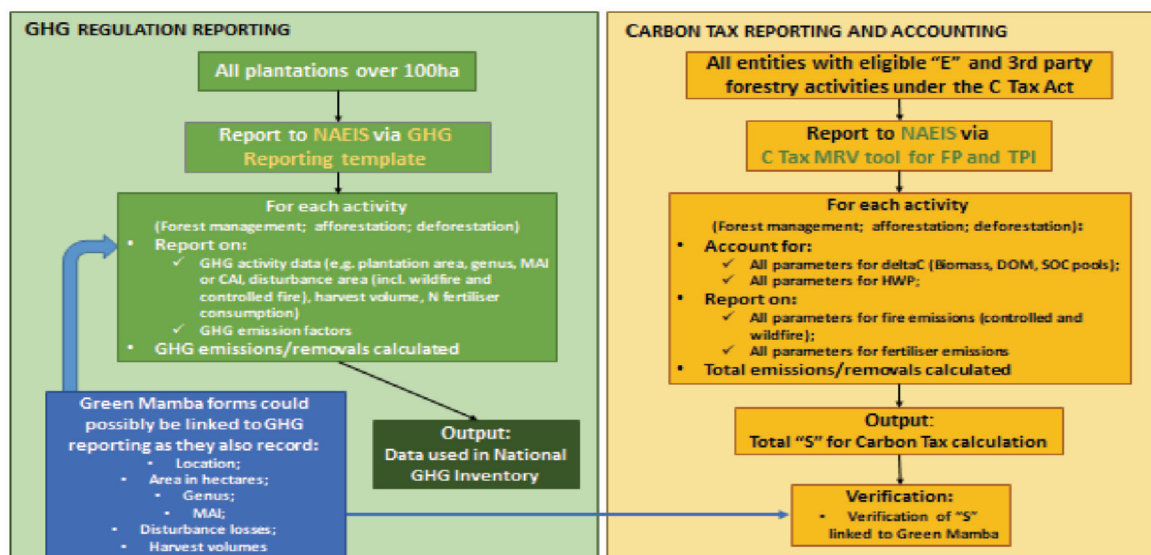 GHG REGULATION REPORTING
All plantations over 100ha
Report to NAEIS via GHG
Reporting template
For each activity
(Forest management; afforestation; deforestation)
• Report on:
✓ GHG activity data (e.g. plantation area, genus, MAI
or CAI, disturbance area (incl. wildfire and
controlled fire), harvest volume, N fertiliser
consumption)
✓ GHG emission factors
• GHG emissions/removals calculated
Green Mamba forms could
possibly be linked to GHG
reporting as they also record:
• Location;
• Area in hectares;
• Genus;
• MAI;
• Disturbance losses;
• Harvest volumes
Output:
Data used in National
GHG Inventory
CARBON TAX REPORTING AND ACCOUNTING
All entities with eligible "E" and 3rd party
forestry activities under the C Tax Act
Report to NAEIS via
C Tax MRV tool for FP and TPI
For each activity
(Forest management; afforestation; deforestation):
• Account for:
✓ All parameters for deltaC (Biomass, DOM, SOC pools);
✓ All parameters for HWP;
• Report on:
✓ All parameters for fire emissions (controlled and
wildfire);
✓ All parameters for fertiliser emissions
• Total emissions/removals calculated
Output:
Total "S" for Carbon Tax calculation
Verification:
• Verification of "S"
linked to Green Mamba